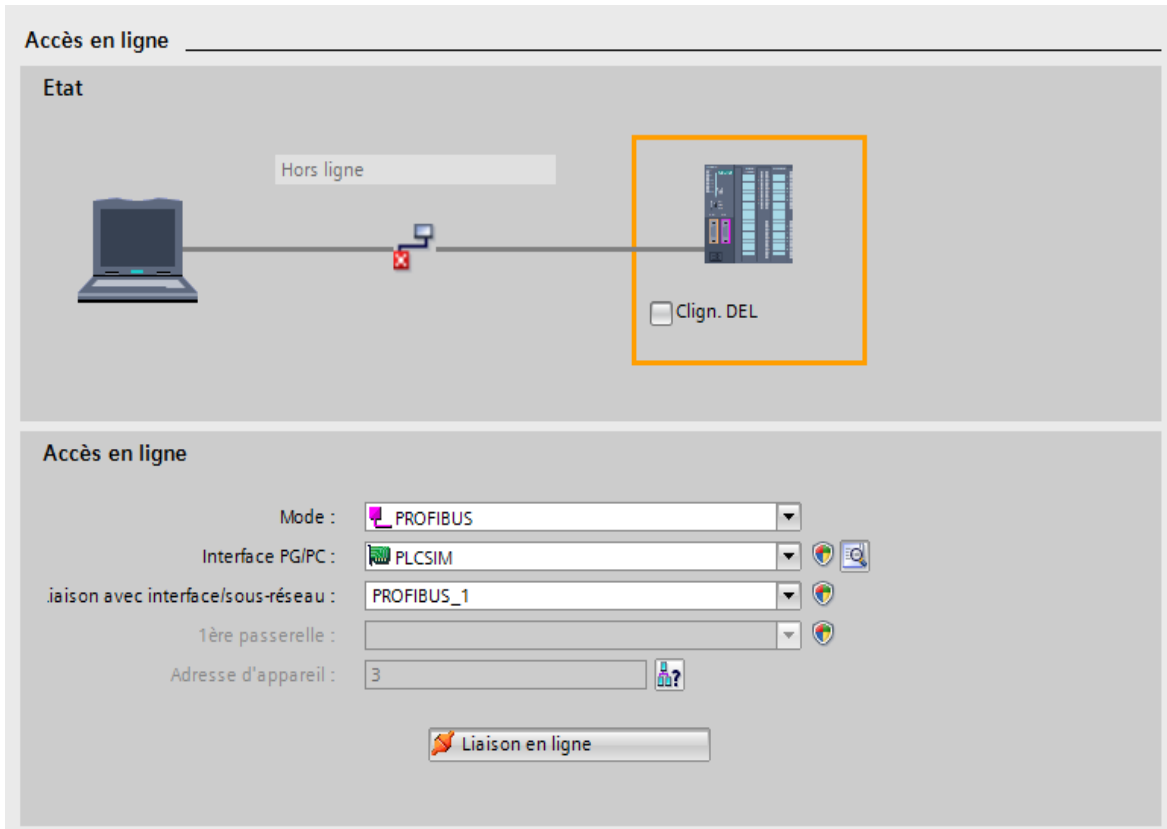 Accès en ligne
Etat
Hors ligne
Clign. DEL
Accès en ligne
Mode :
PROFIBUS
Interface PG/PC :
PLCSIM
iaison avec interface/sous-réseau :
PROFIBUS_1
1ère passerelle :
Adresse d'appareil :
3
Liaison en ligne